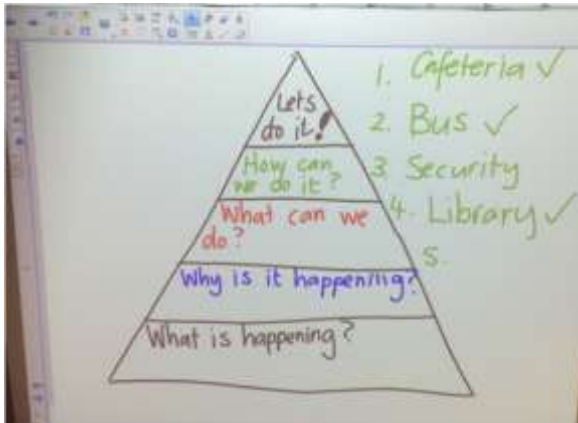 Lets
do it!
How can
we do it?
What can we
do?
Why is it happening?
What is happening?
1. Cafeteria ✓
2. Bus ✓
3 Security
4. Library ✓
5.